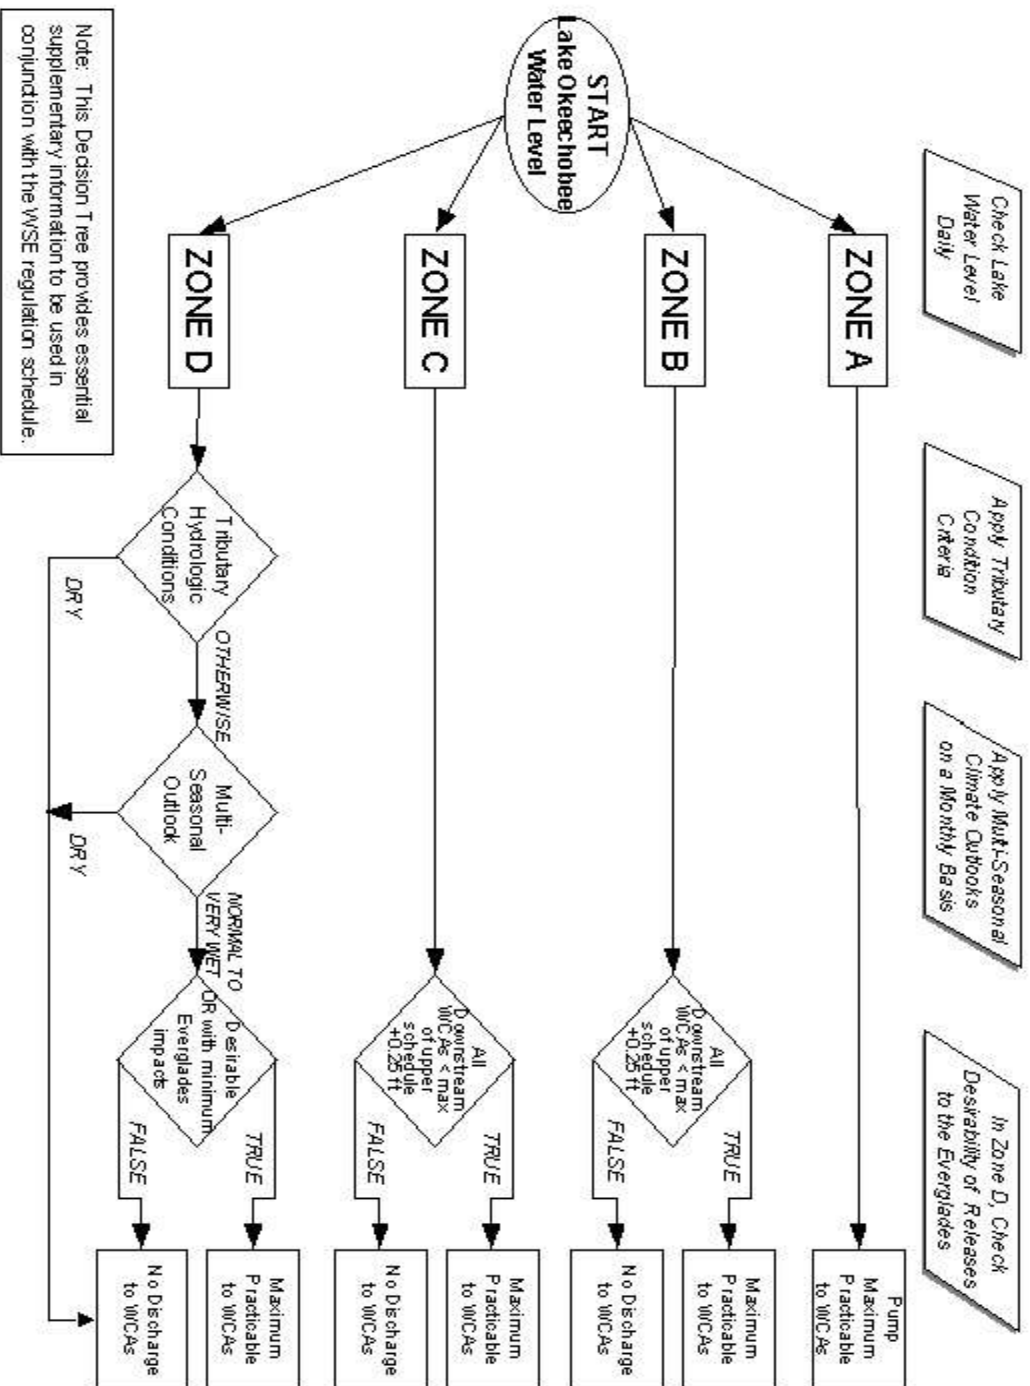 Check Lake
Water Level
Daily
Apply Tributary
Condition
Criteria
Apply Multi-Seasonal
Climate Outlooks
on a Monthly Basis
In Zone D, Check
Desirability of Releases
to the Everglades
START
Lake Okeechobee
Water Level
ZONE A
Pump
Maximum
Practicable
to WCAs
ZONE B
All
Downstream
WCAs < max
of upper
schedule
+0.25 ft
TRUE
FALSE
Maximum
Practicable
to WCAs
No Discharge
to WCAs
ZONE C
All
Downstream
WCAs < max
of upper
schedule
+0.25 ft
TRUE
FALSE
Maximum
Practicable
to WCAs
No Discharge
to WCAs
ZONE D
Tributary
Hydrologic
Conditions
OTHERWISE
DRY
Multi-
Seasonal
Outlook
NORMAL TO
VERY WET
DRY
Desirable
OR with minimum
Everglades
impacts
TRUE
FALSE
Maximum
Practicable
to WCAs
No Discharge
to WCAs
Note: This Decision Tree provides essential
supplementary information to be used in
conjunction with the WSE regulation schedule.